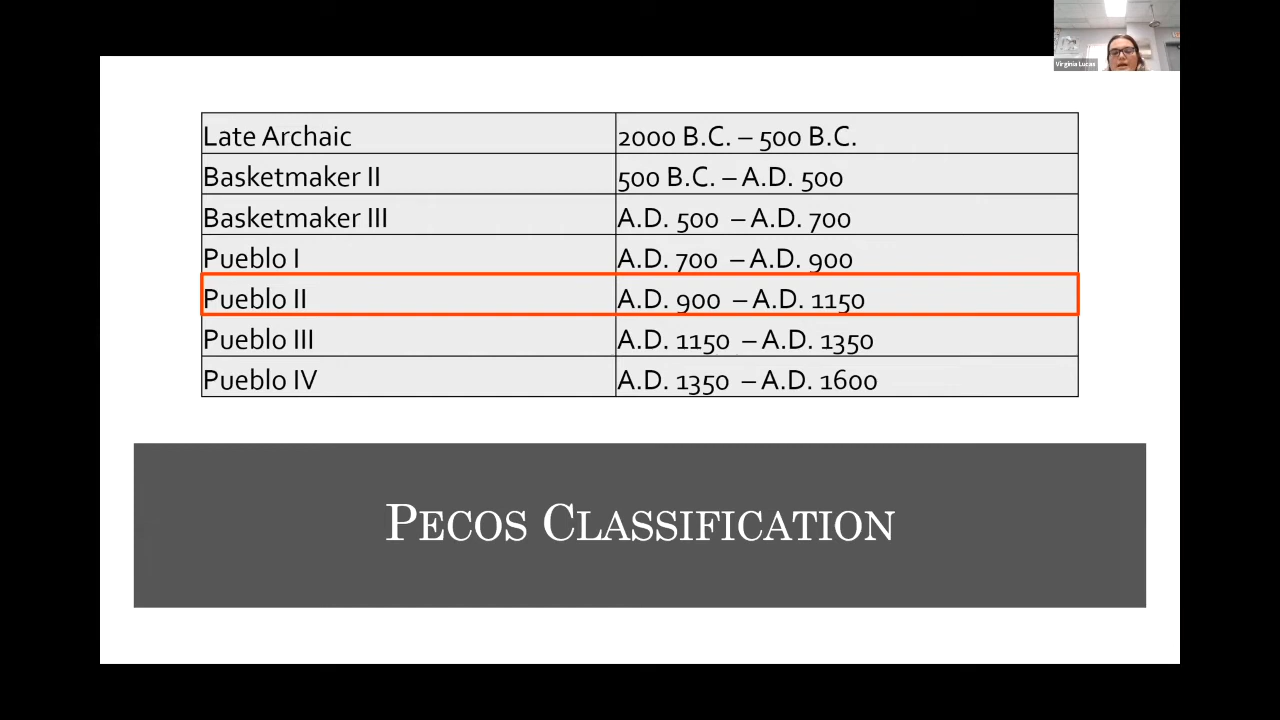 Virginia Lucas
Late Archaic 2000 B.C. – 500 B.C.
Basketmaker II 500 B.C. – A.D. 500
Basketmaker III A.D. 500 – A.D. 700
Pueblo I A.D. 700 – A.D. 900
Pueblo II A.D. 900 – A.D. 1150
Pueblo III A.D. 1150 – A.D. 1350
Pueblo IV A.D. 1350 – A.D. 1600
PECOS CLASSIFICATION